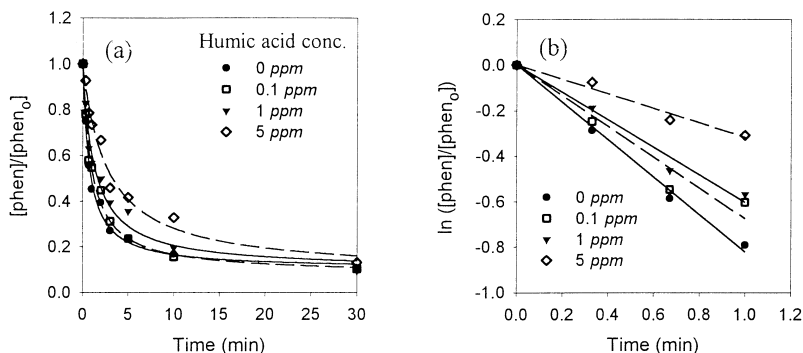 (a)
Humic acid conc.
0 ppm
0.1 ppm
1 ppm
5 ppm
[phen]/[pheno]
1.2
1.0
0.8
0.6
0.4
0.2
0.0
0 5 10 15 20 25 30
Time (min)
(b)
ln ([phen]/[pheno])
0.2
0.0
-0.2
-0.4
-0.6
-0.8
-1.0
0 ppm
0.1 ppm
1 ppm
5 ppm
0.0 0.2 0.4 0.6 0.8 1.0 1.2
Time (min)